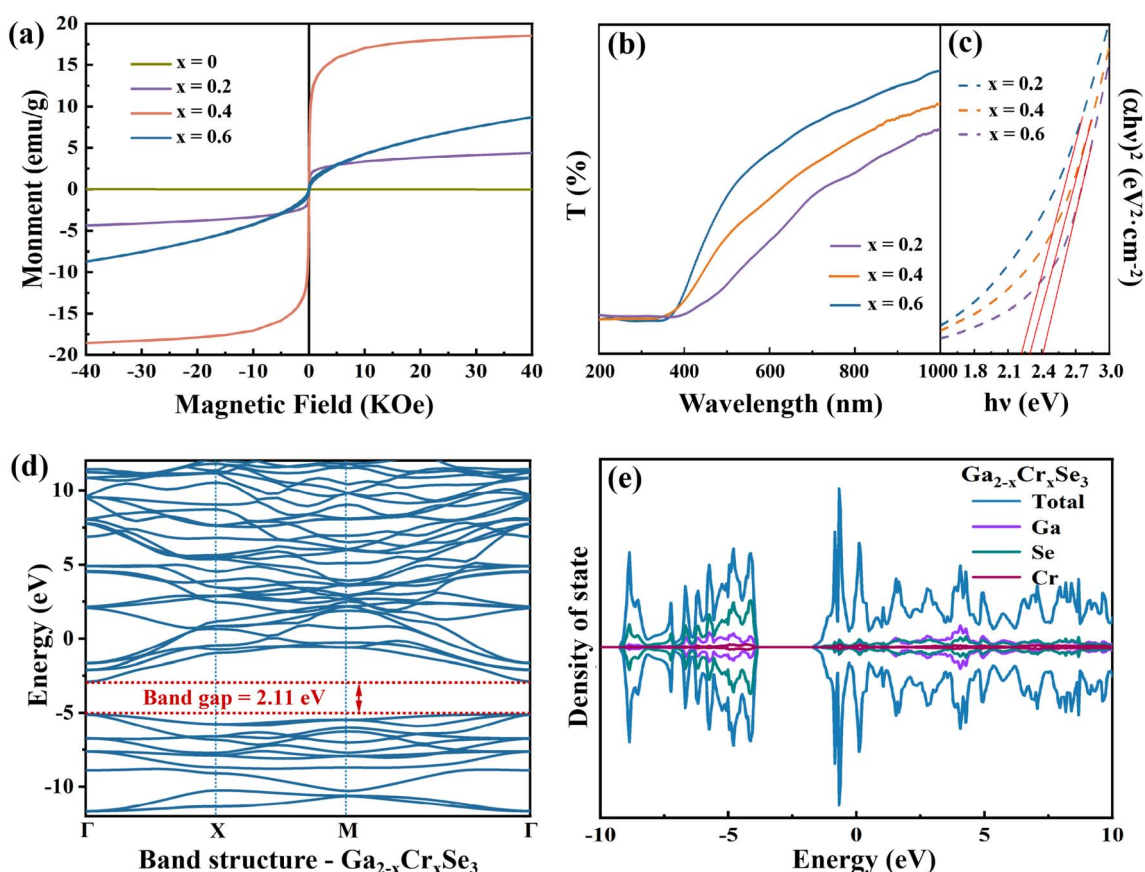 (a)
20
15
10
5
0
-5
-10
-15
-20
Monment (emu/g)
x = 0
x = 0.2
x = 0.4
x = 0.6
-40 -30 -20 -10 0 10 20 30 40
Magnetic Field (KOe)
(b)
T (%)
x = 0.2
x = 0.4
x = 0.6
200 400 600 800 1000
Wavelength (nm)
(c)
x = 0.2
x = 0.4
x = 0.6
1.8 2.1 2.4 2.7 3.0
hν (eV)
(αhν)² (eV²·cm⁻²)
(d)
10
5
0
-5
-10
Energy (eV)
Band gap = 2.11 eV
Γ X M Γ
Band structure - Ga₂₋ₓCrₓSe₃
(e)
Density of state
Ga₂₋ₓCrₓSe₃
Total
Ga
Se
Cr
-10 -5 0 5 10
Energy (eV)